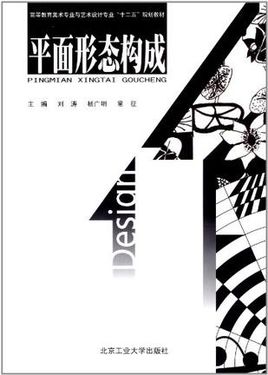 高等教育美术专业与艺术设计专业“十二五”规划教材
平面形态构成
PINGMIAN XINGTAI GOUCHENG
主 编 刘 涛 杨广明 常 征
Design
北京工业大学出版社